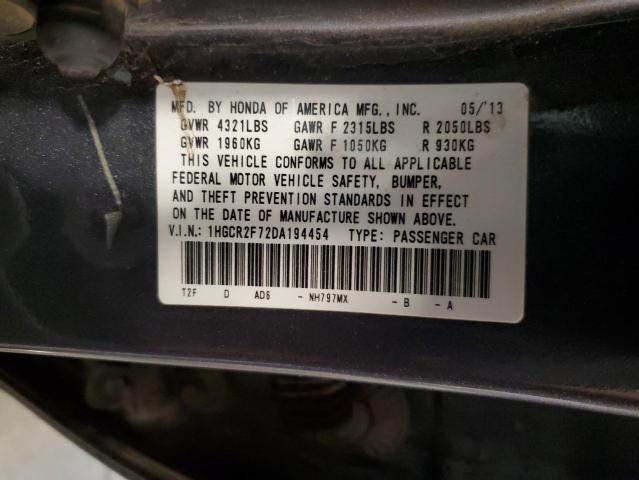 MFD. BY HONDA OF AMERICA MFG., INC. 05/'13
GVWR 4321LBS GAWR F 2315LBS R 2050LBS
GVWR 1960KG GAWR F 1050KG R 930KG
THIS VEHICLE CONFORMS TO ALL APPLICABLE
FEDERAL MOTOR VEHICLE SAFETY, BUMPER,
AND THEFT PREVENTION STANDARDS IN EFFECT
ON THE DATE OF MANUFACTURE SHOWN ABOVE.
V.I.N.: 1HGCR2F72DA194454 TYPE: PASSENGER CAR
T2F D AD6 - NH797MX - B - A